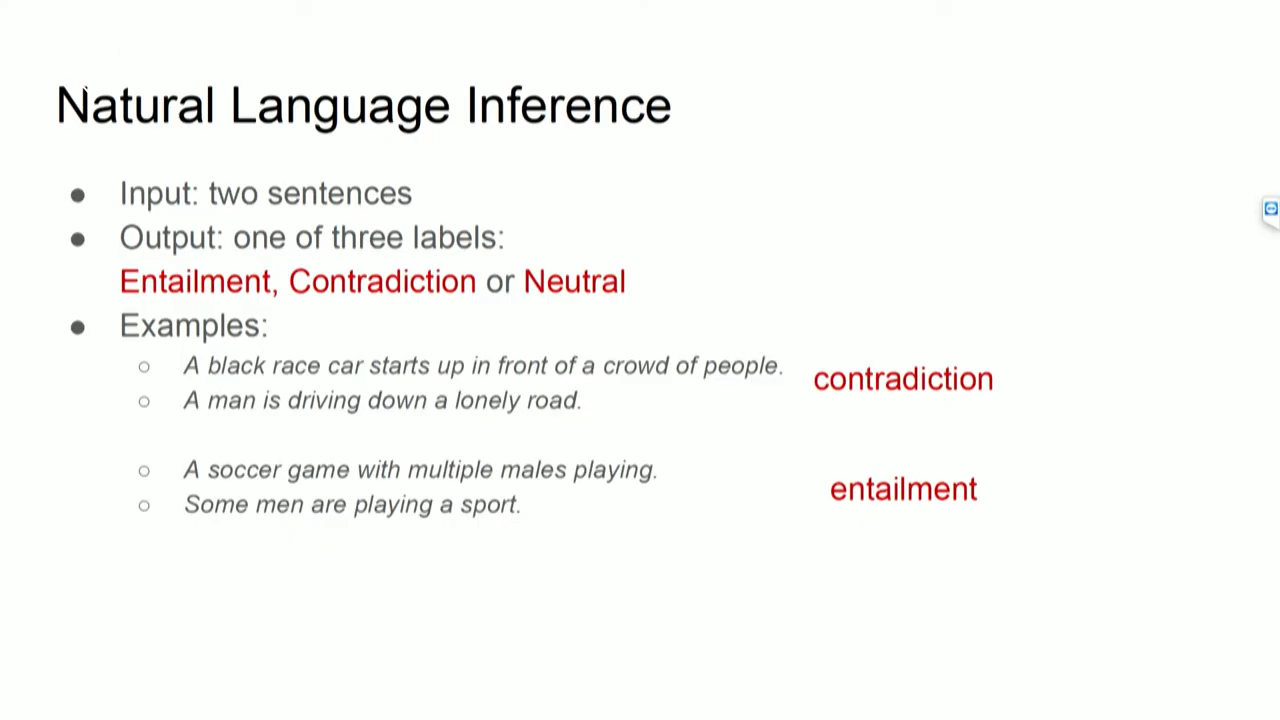 Natural Language Inference
● Input: two sentences
● Output: one of three labels:
Entailment, Contradiction or Neutral
● Examples:
○ A black race car starts up in front of a crowd of people.
contradiction
○ A man is driving down a lonely road.
○ A soccer game with multiple males playing.
entailment
○ Some men are playing a sport.